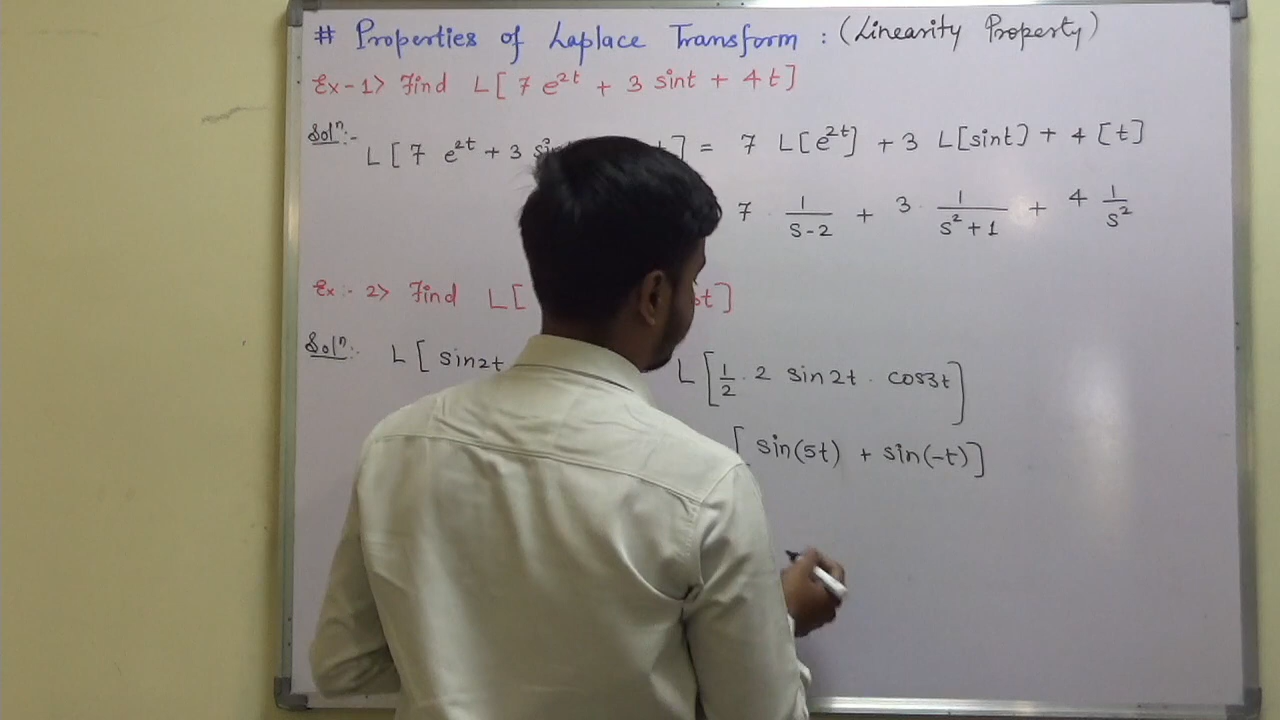 # Properties of Laplace Transform : (Linearity Property)
Ex-1> Find L[ 7 e^2t + 3 sint + 4t]
Sol^n:- L[ 7 e^2t + 3 t] = 7 L[e^2t] + 3 L[sint] + 4 [t]
7 · 1/(s-2) + 3 · 1/(s^2+1) + 4 1/s^2
Ex:- 2> Find L[ t]
Sol^n:- L[ sin2t L[1/2 · 2 sin2t · cos3t]
[sin(5t) + sin(-t)]